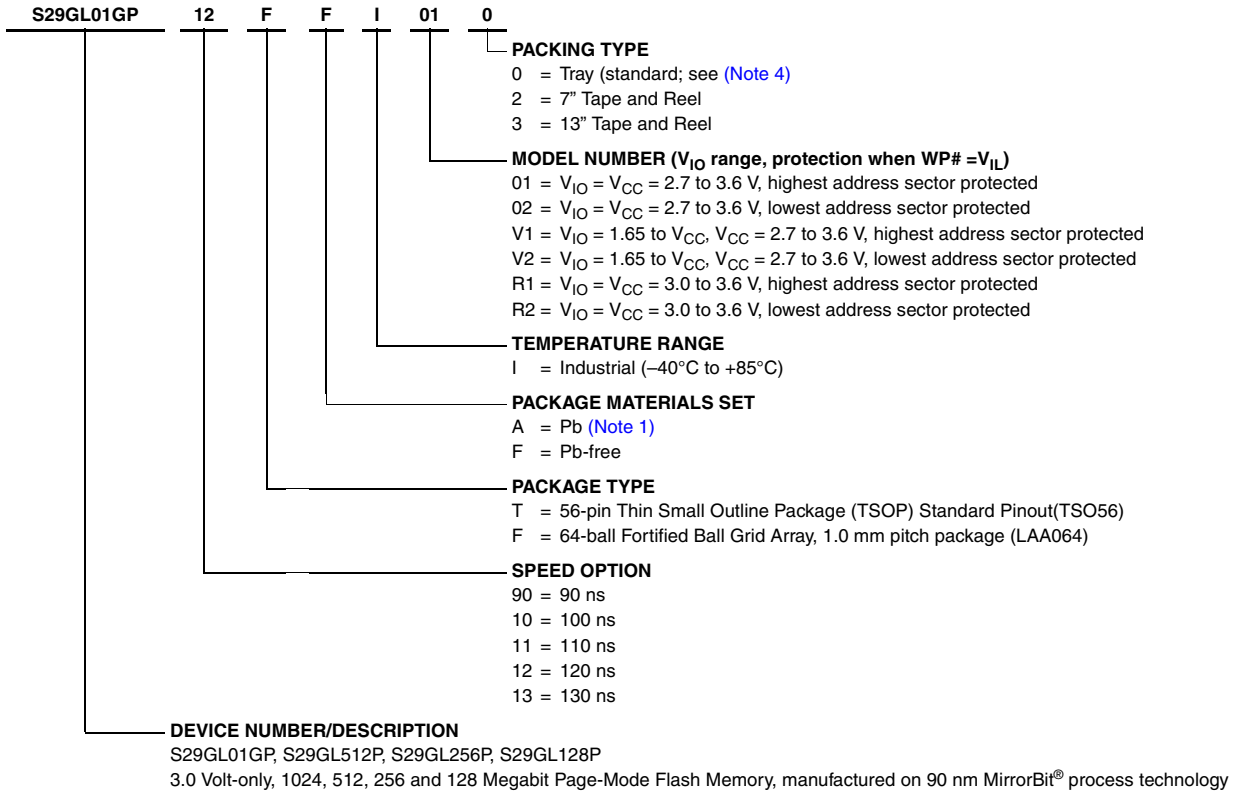 S29GL01GP 12 F F I 01 0
PACKING TYPE
0 = Tray (standard; see (Note 4)
2 = 7” Tape and Reel
3 = 13” Tape and Reel
MODEL NUMBER (VIO range, protection when WP# =VIL)
01 = VIO = VCC = 2.7 to 3.6 V, highest address sector protected
02 = VIO = VCC = 2.7 to 3.6 V, lowest address sector protected
V1 = VIO = 1.65 to VCC, VCC = 2.7 to 3.6 V, highest address sector protected
V2 = VIO = 1.65 to VCC, VCC = 2.7 to 3.6 V, lowest address sector protected
R1 = VIO = VCC = 3.0 to 3.6 V, highest address sector protected
R2 = VIO = VCC = 3.0 to 3.6 V, lowest address sector protected
TEMPERATURE RANGE
I = Industrial (–40°C to +85°C)
PACKAGE MATERIALS SET
A = Pb (Note 1)
F = Pb-free
PACKAGE TYPE
T = 56-pin Thin Small Outline Package (TSOP) Standard Pinout(TSO56)
F = 64-ball Fortified Ball Grid Array, 1.0 mm pitch package (LAA064)
SPEED OPTION
90 = 90 ns
10 = 100 ns
11 = 110 ns
12 = 120 ns
13 = 130 ns
DEVICE NUMBER/DESCRIPTION
S29GL01GP, S29GL512P, S29GL256P, S29GL128P
3.0 Volt-only, 1024, 512, 256 and 128 Megabit Page-Mode Flash Memory, manufactured on 90 nm MirrorBit® process technology